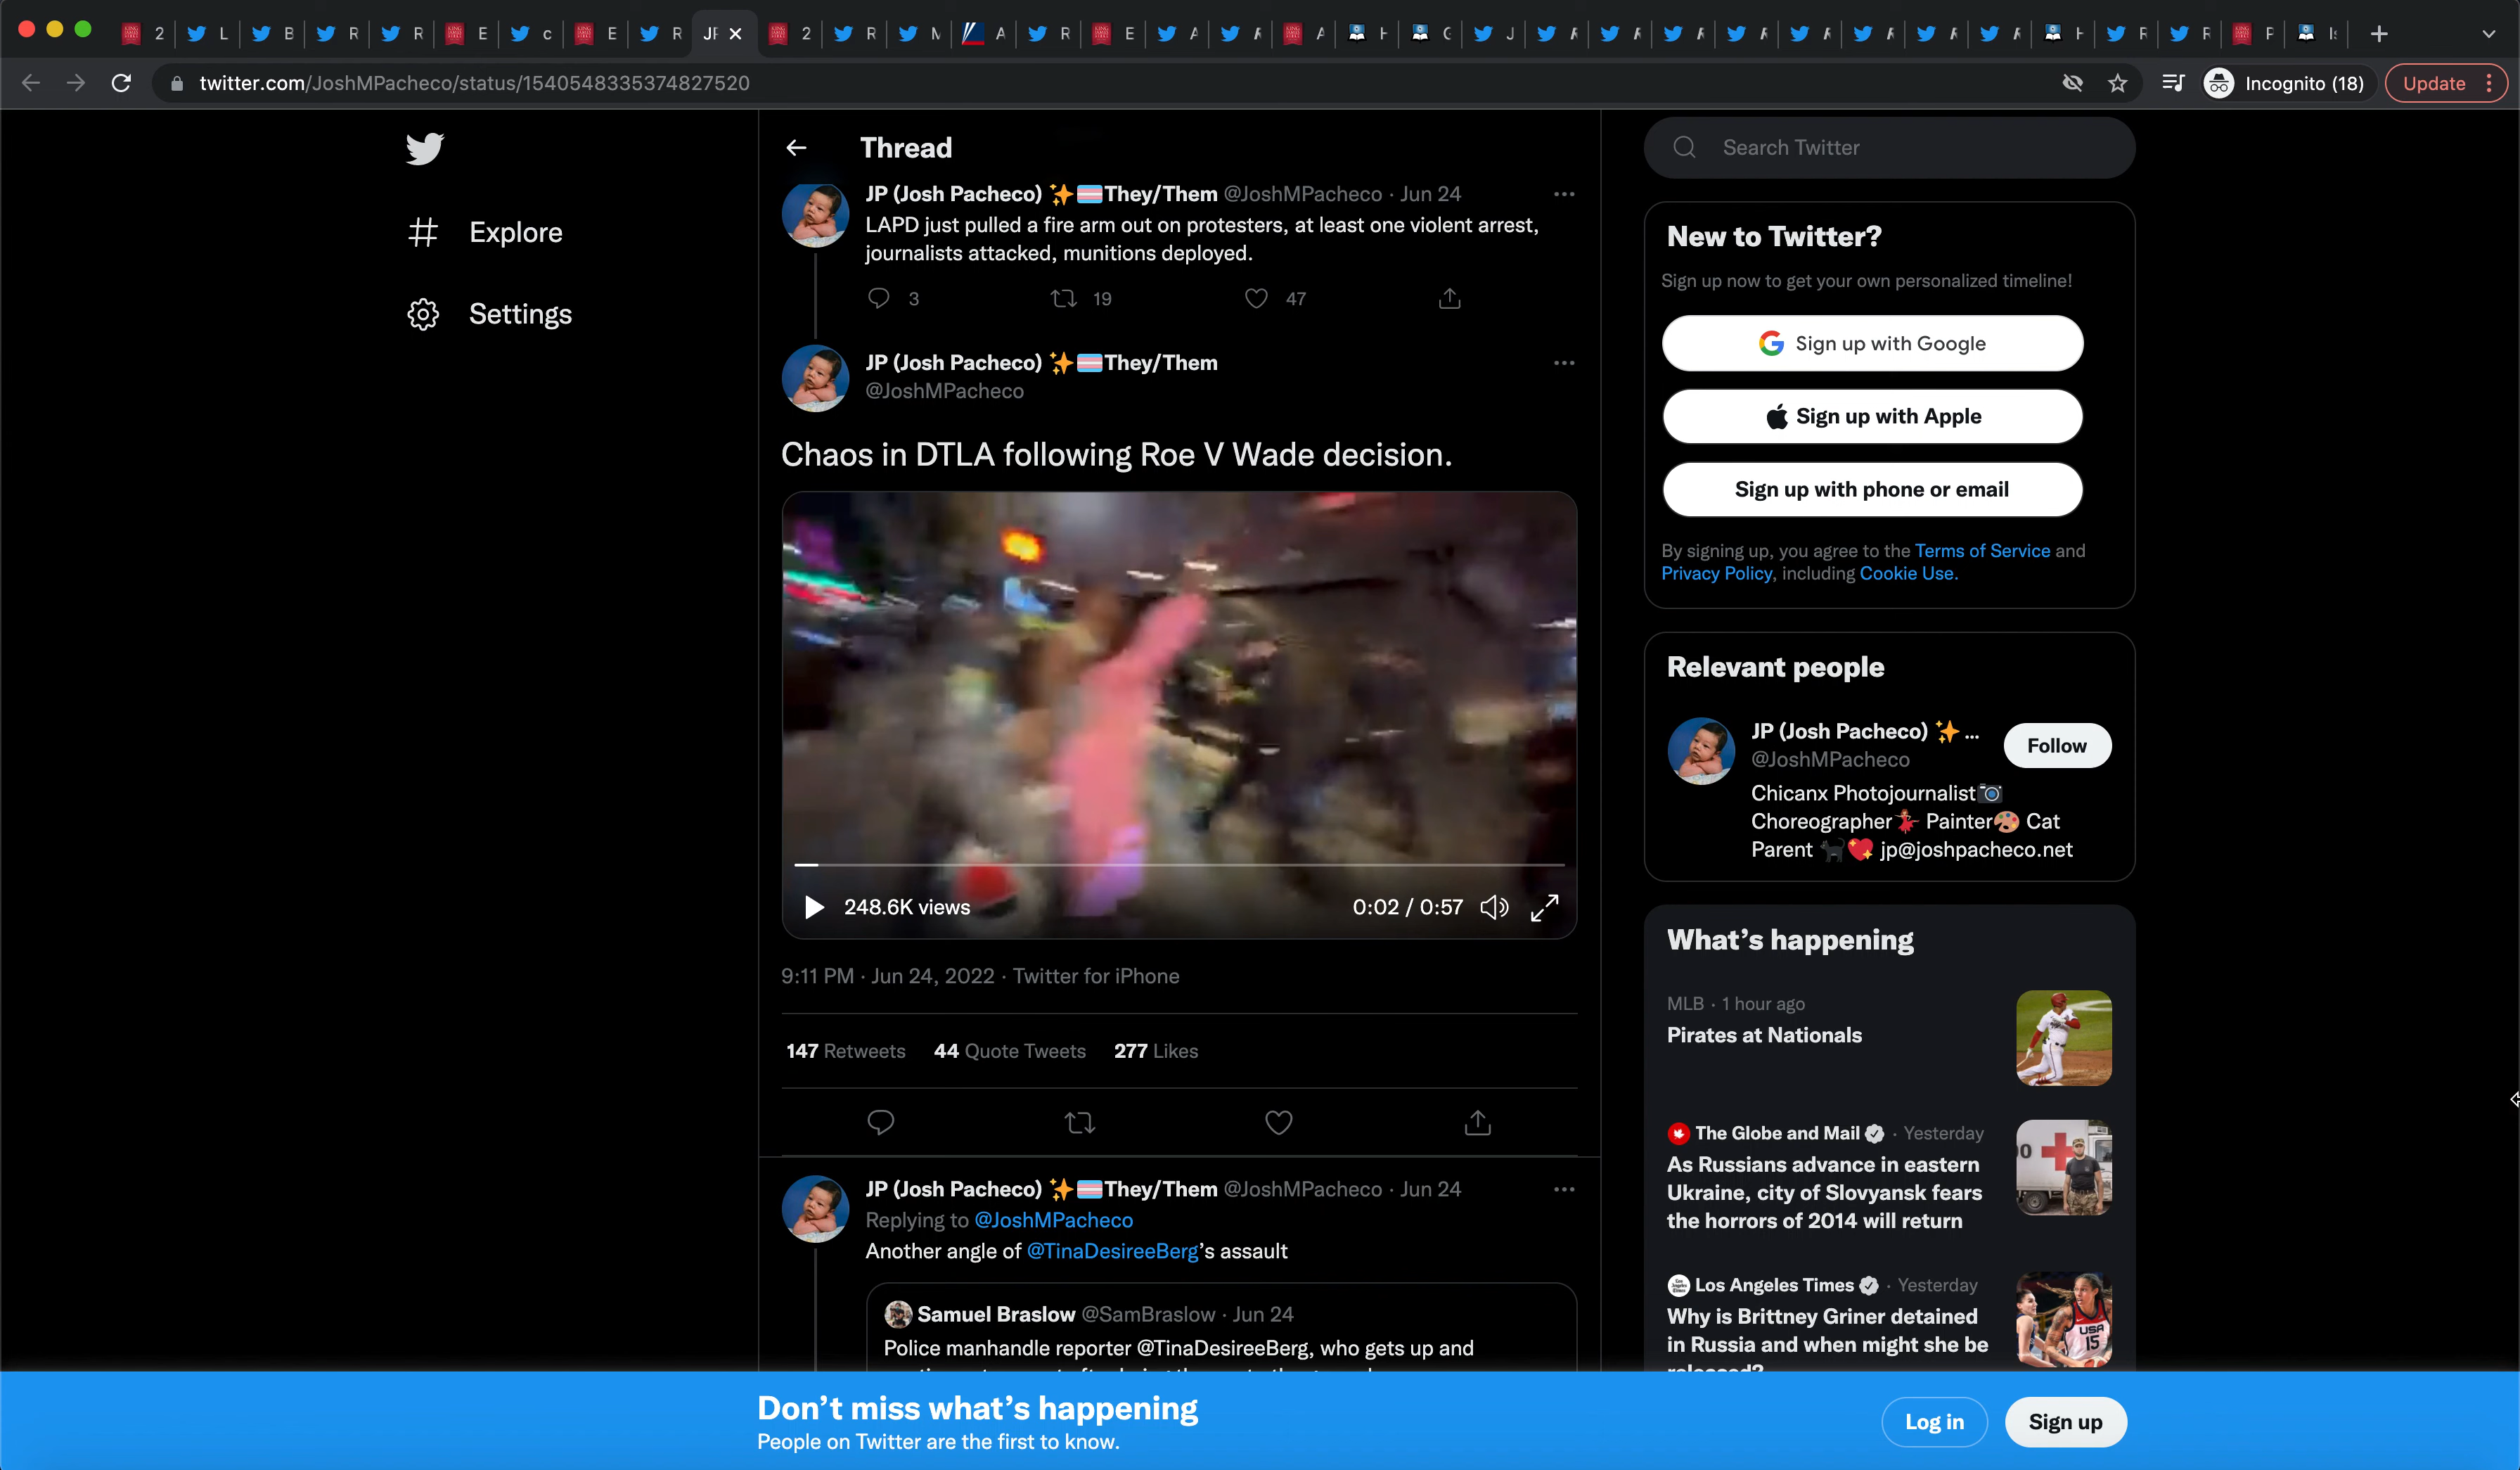 2
L
B
R
R
E
c
E
R
JF
2
R
M
A
R
E
A
A
J
Incognito (18)
Update
twitter.com/JoshMPacheco/status/1540548335374827520
Explore
Settings
Thread
JP (Josh Pacheco) ✨🏳️‍⚧️They/Them @JoshMPacheco · Jun 24
LAPD just pulled a fire arm out on protesters, at least one violent arrest,
journalists attacked, munitions deployed.
3 19 47
JP (Josh Pacheco) ✨🏳️‍⚧️They/Them
@JoshMPacheco
Chaos in DTLA following Roe V Wade decision.
248.6K views
0:02 / 0:57
9:11 PM · Jun 24, 2022 · Twitter for iPhone
147 Retweets 44 Quote Tweets 277 Likes
JP (Josh Pacheco) ✨🏳️‍⚧️They/Them @JoshMPacheco · Jun 24
Replying to @JoshMPacheco
Another angle of @TinaDesireeBerg's assault
Samuel Braslow @SamBraslow · Jun 24
Police manhandle reporter @TinaDesireeBerg, who gets up and
Search Twitter
New to Twitter?
Sign up now to get your own personalized timeline!
Sign up with Google
Sign up with Apple
Sign up with phone or email
By signing up, you agree to the Terms of Service and
Privacy Policy, including Cookie Use.
Relevant people
JP (Josh Pacheco) ✨ ...
@JoshMPacheco
Follow
Chicanx Photojournalist📷
Choreographer💃 Painter🎨 Cat
Parent 🐈‍⬛💖 jp@joshpacheco.net
What's happening
MLB · 1 hour ago
Pirates at Nationals
The Globe and Mail · Yesterday
As Russians advance in eastern
Ukraine, city of Slovyansk fears
the horrors of 2014 will return
Los Angeles Times · Yesterday
Why is Brittney Griner detained
in Russia and when might she be
released?
USA
15
Don't miss what's happening
People on Twitter are the first to know.
Log in
Sign up